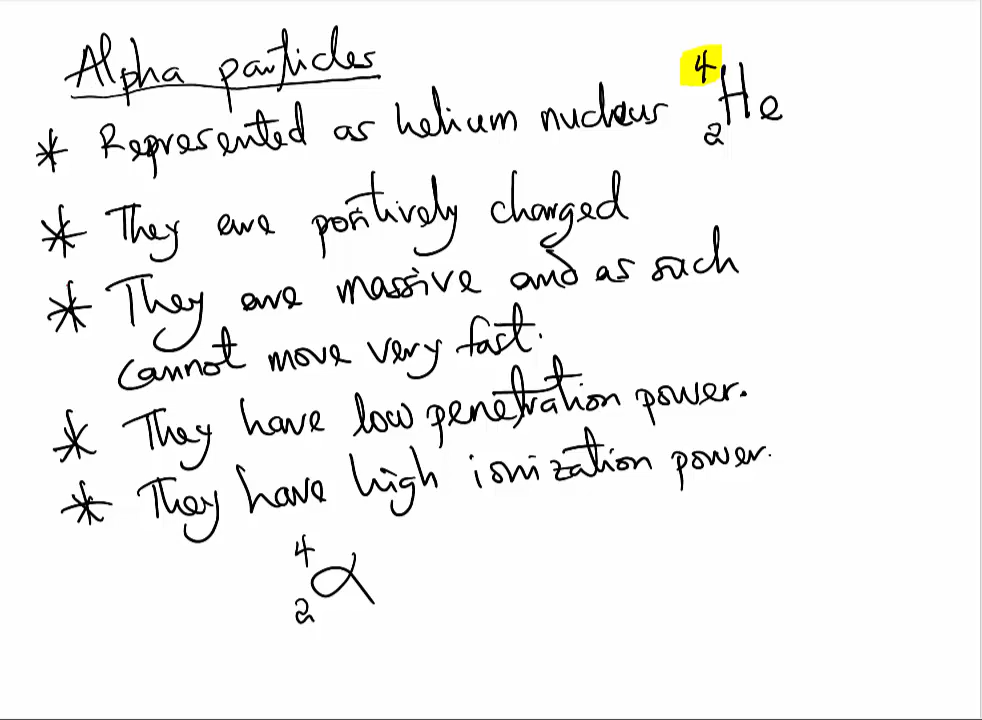 Alpha particles
* Represented as helium nucleus ⁴₂He
* They are positively charged
* They are massive and as such
cannot move very fast.
* They have low penetration power.
* They have high ionization power.
⁴₂α